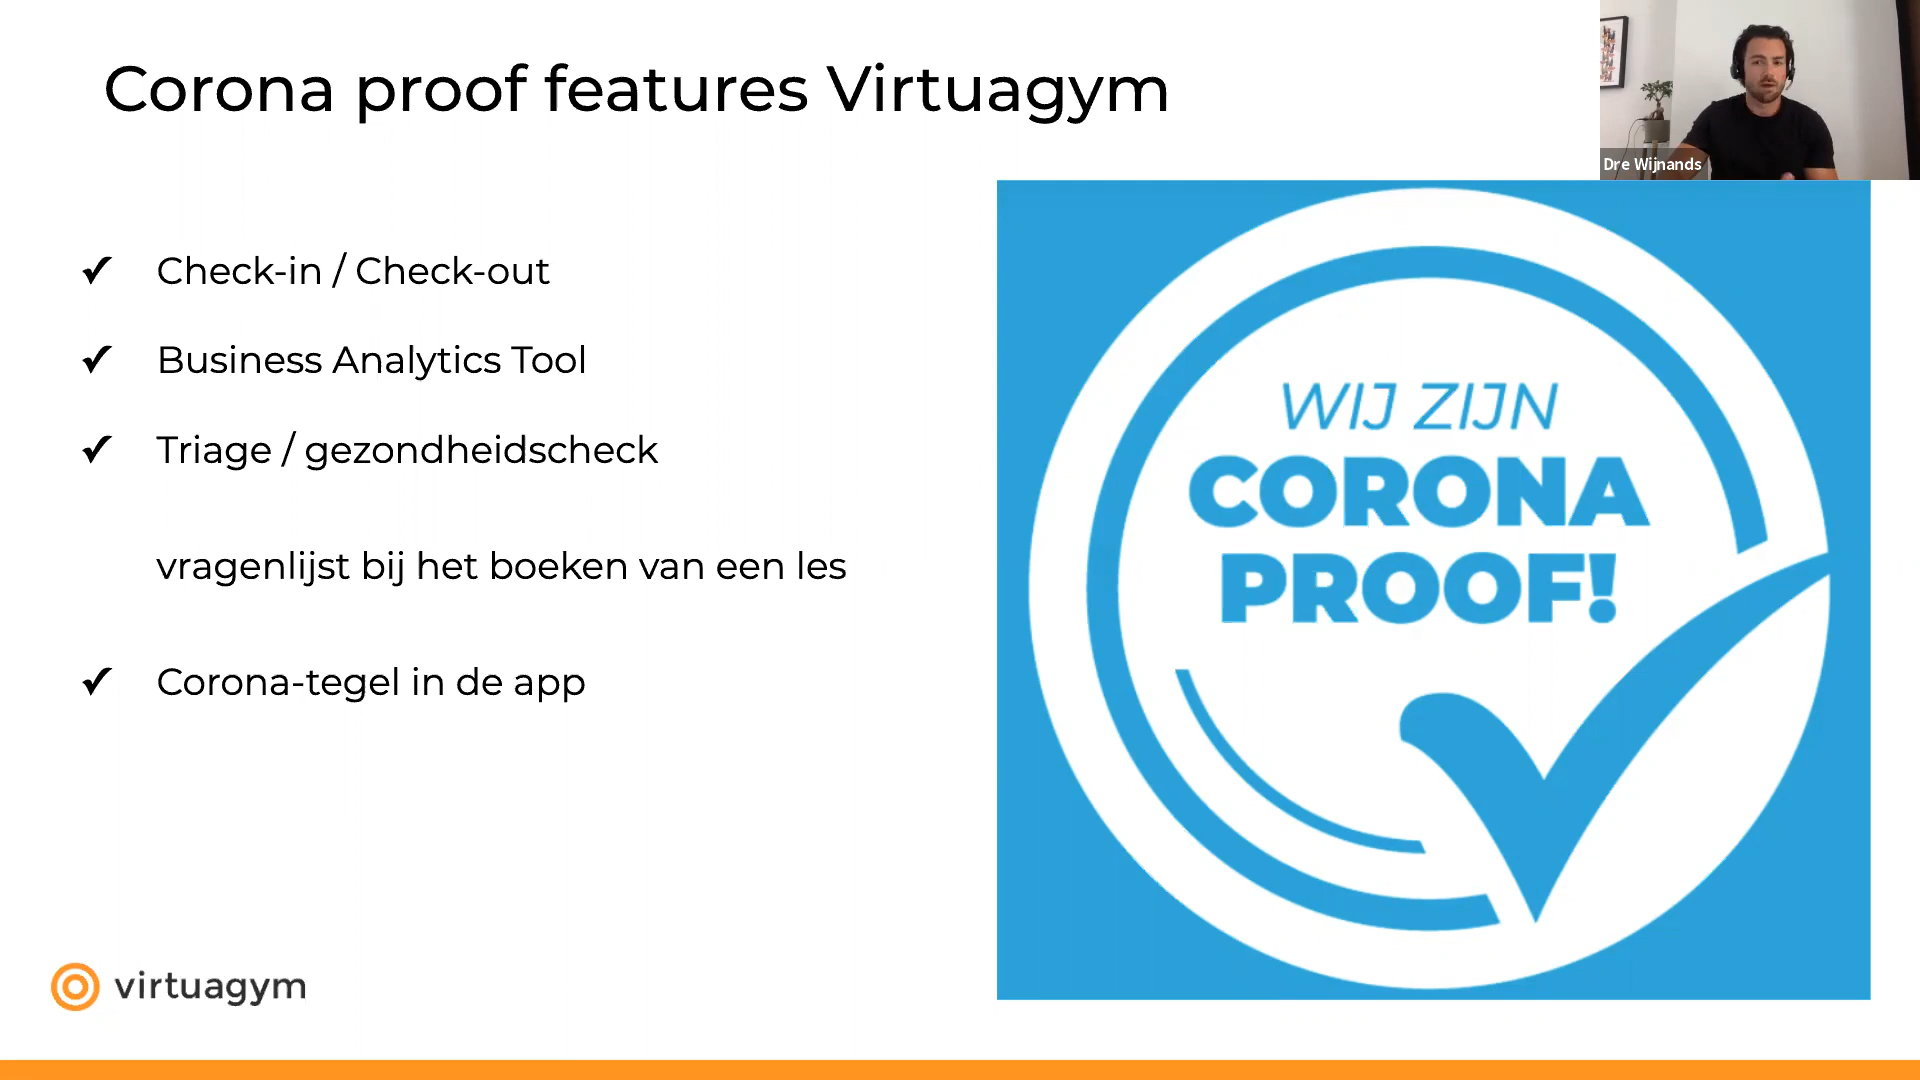 Corona proof features Virtuagym
Dre Wijnands
✔ Check-in / Check-out
✔ Business Analytics Tool
✔ Triage / gezondheidscheck
vragenlijst bij het boeken van een les
✔ Corona-tegel in de app
WIJ ZIJN
CORONA
PROOF!
virtuagym